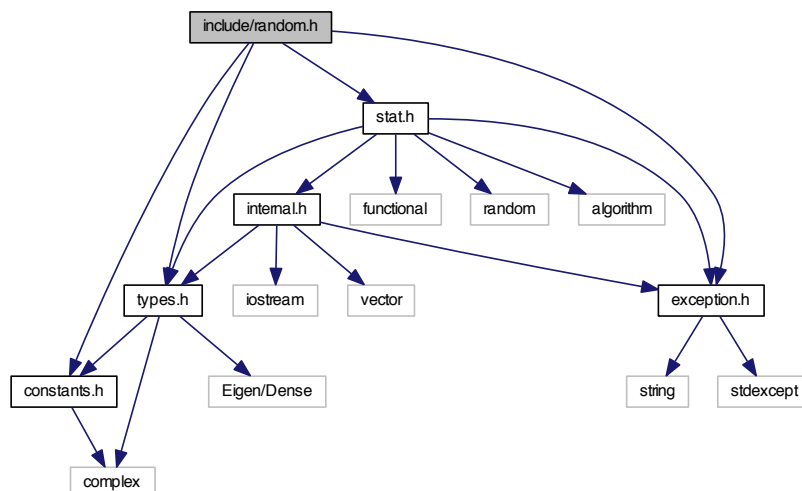 include/random.h
stat.h
internal.h
functional
random
algorithm
types.h
iostream
vector
exception.h
constants.h
Eigen/Dense
string
stdexcept
complex